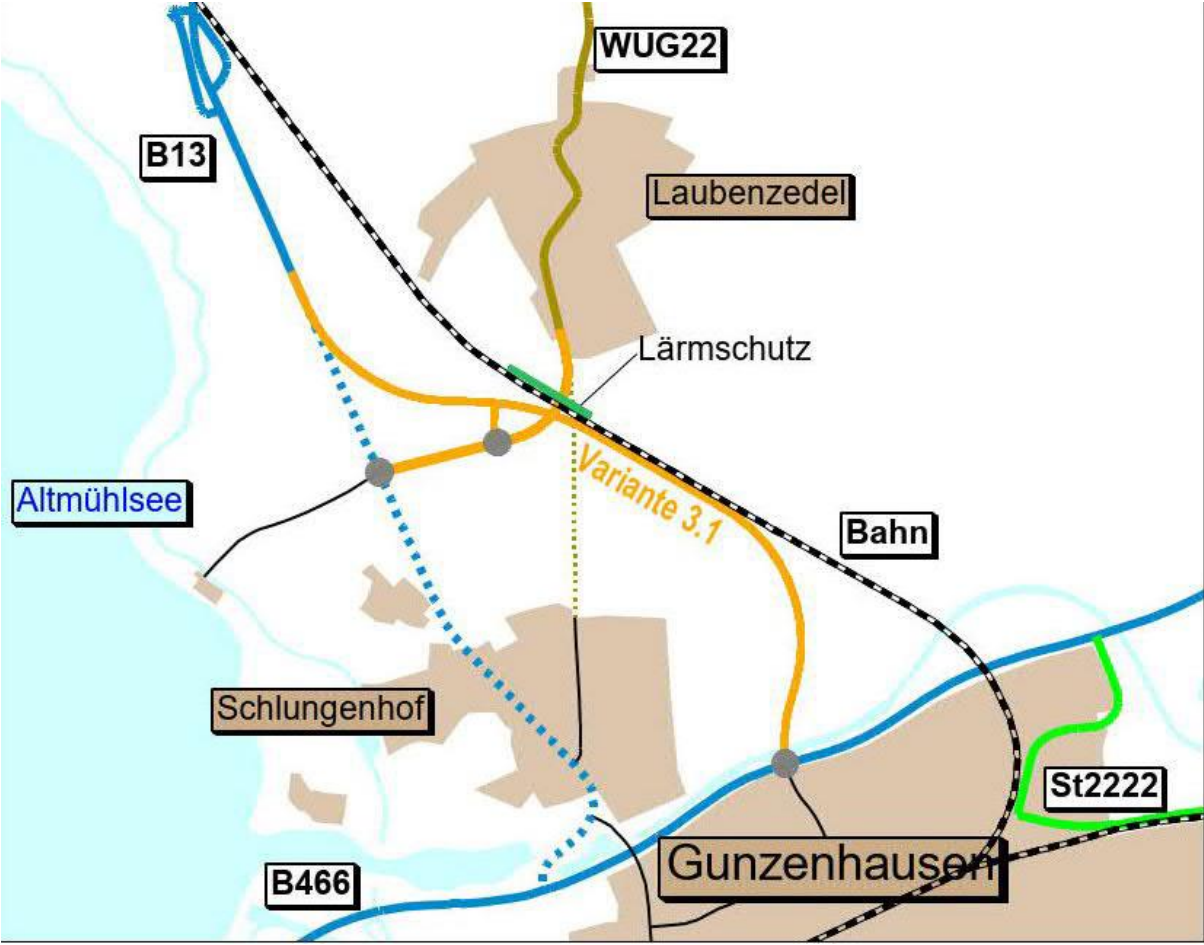 WUG22
B13
Laubenzedel
Lärmschutz
Variante 3.1
Altmühlsee
Bahn
Schlungenhof
St2222
Gunzenhausen
B466